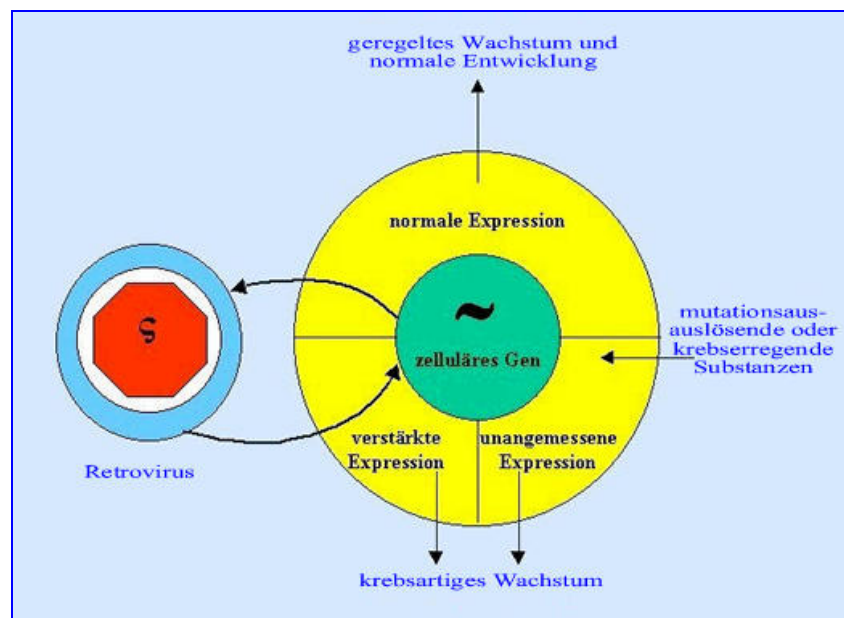 geregeltes Wachstum und
normale Entwicklung
normale Expression
mutationsaus-
auslösende oder
krebserregende
Substanzen
zelluläres Gen
verstärkte
Expression
unangemessene
Expression
Retrovirus
krebsartiges Wachstum